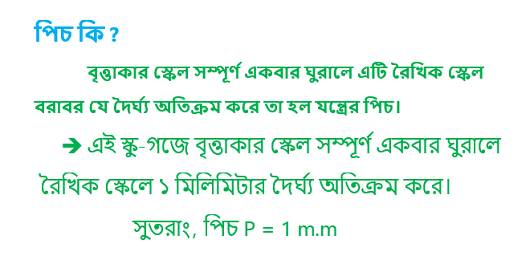 পিচ কি ?
বৃত্তাকার স্কেল সম্পূর্ণ একবার ঘুরালে এটি রৈখিক স্কেল
বরাবর যে দৈর্ঘ্য অতিক্রম করে তা হল যন্ত্রের পিচ।
➔ এই স্কু-গজে বৃত্তাকার স্কেল সম্পূর্ণ একবার ঘুরালে
রৈখিক স্কেলে ১ মিলিমিটার দৈর্ঘ্য অতিক্রম করে।
সুতরাং, পিচ P = 1 m.m